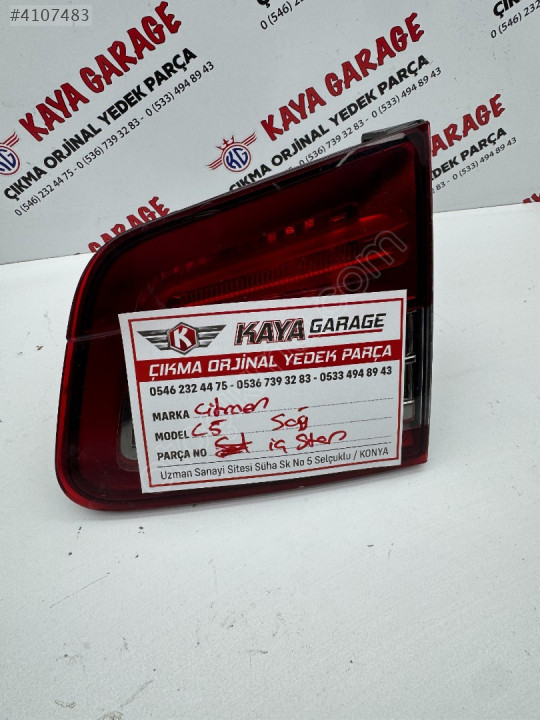 #4107483
KAYA GARAGE
ÇIKMA ORJİNAL YEDEK PARÇA
0 (546) 232 44 75 - 0 (536) 739 32 83 - 0 (533) 494 89 43
KAYA GARAGE
ÇIKMA ORJİNAL YEDEK PARÇA
0 (546) 232 44 75 - 0 (536) 739 32 83 - 0 (533) 494 89 43
KG
.com
K
KAYA GARAGE
ÇIKMA ORJİNAL YEDEK PARÇA
0546 232 44 75 - 0536 739 32 83 - 0533 494 89 43
MARKA Citroen
MODEL C5 Sağ
PARÇA NO iç Stop
Uzman Sanayi Sitesi Süha Sk No 5 Selçuklu / KONYA